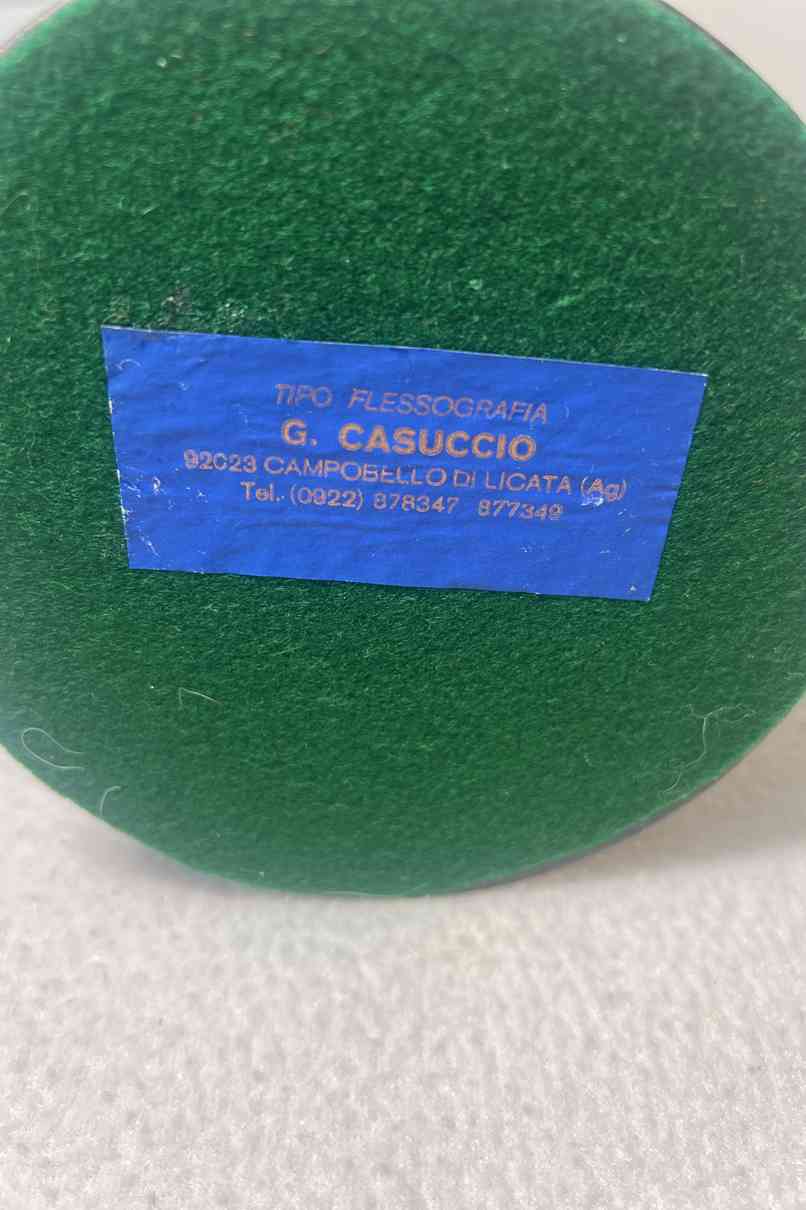 TIPO FLESSOGRAFIA
G. CASUCCIO
92023 CAMPOBELLO DI LICATA (Ag)
Tel. (0922) 878347 877349